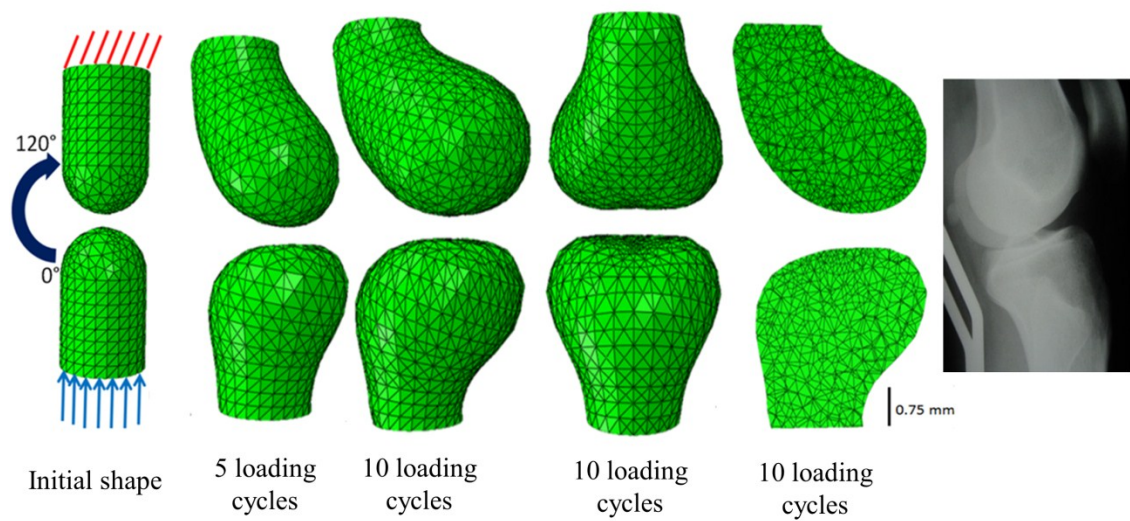 120°
0°
0.75 mm
Initial shape
5 loading
cycles
10 loading
cycles
10 loading
cycles
10 loading
cycles